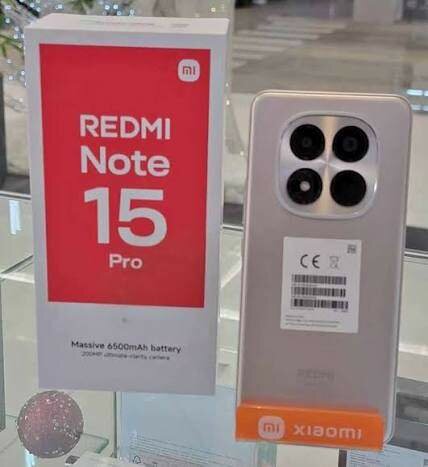 mi
REDMI
Note
15
Pro
Massive 6500mAh battery
200MP ultimate-clarity camera
CE
REDMI
mi xiaomi